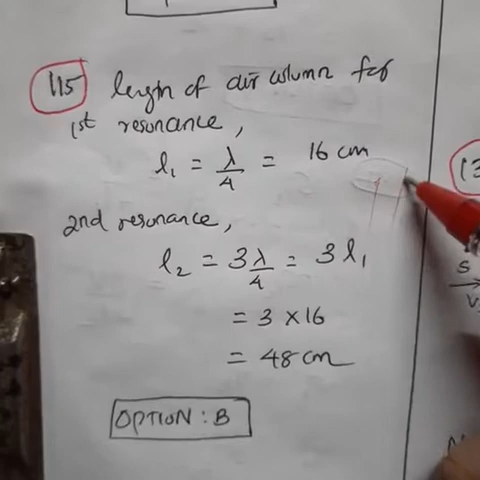 115 length of air column for
1st resonance,
l₁ = λ/4 = 16 cm
2nd resonance,
l₂ = 3λ/4 = 3l₁
= 3 × 16
= 48 cm
OPTION : B
(13
S
V
N